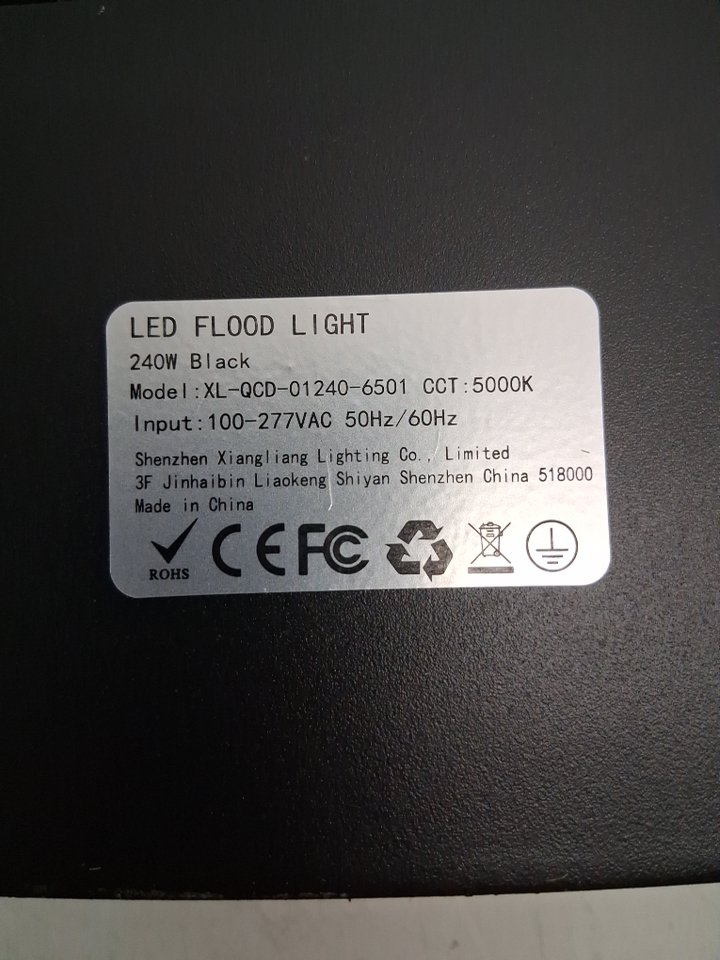 LED FLOOD LIGHT
240W Black
Model:XL-QCD-01240-6501 CCT:5000K
Input:100-277VAC 50Hz/60Hz
Shenzhen Xiangliang Lighting Co., Limited
3F Jinhaibin Liaokeng Shiyan Shenzhen China 518000
Made in China
ROHS CE FC